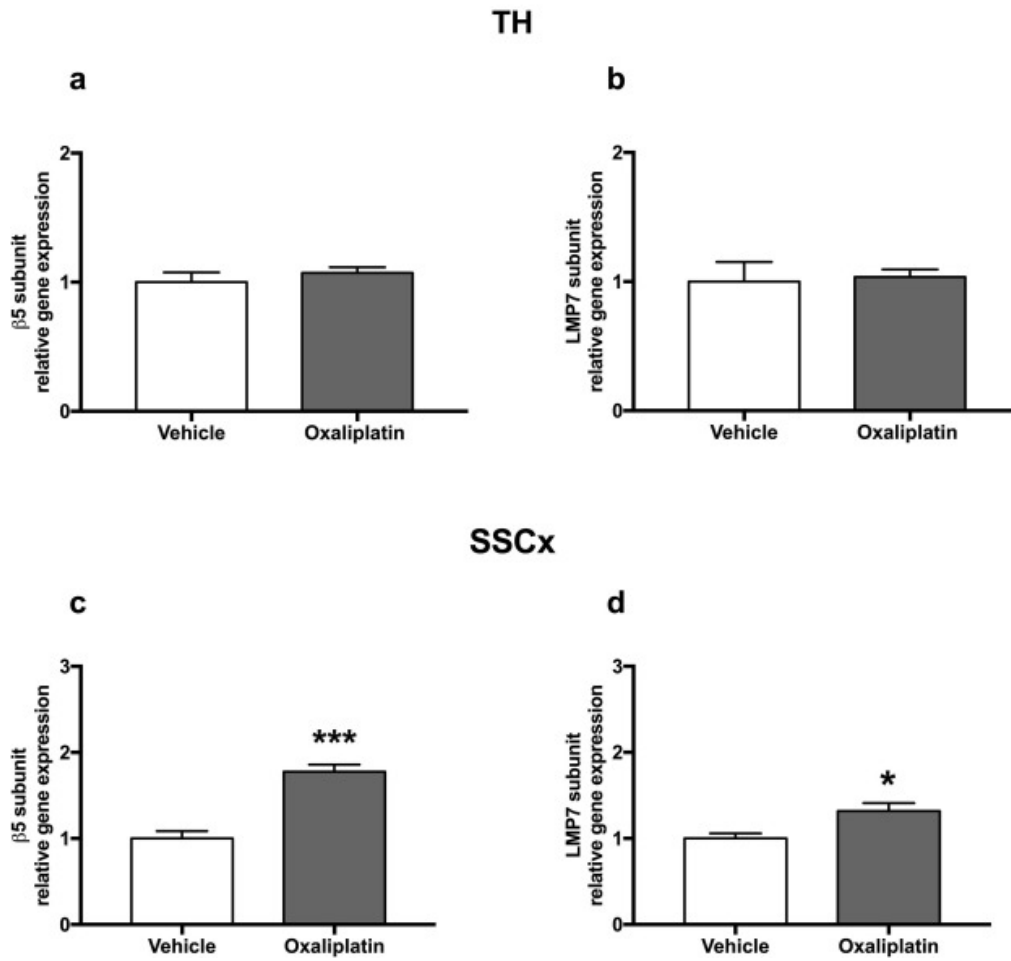 TH
a
β5 subunit
relative gene expression
2
1
0
Vehicle
Oxaliplatin
b
LMP7 subunit
relative gene expression
2
1
0
Vehicle
Oxaliplatin
SSCx
c
β5 subunit
relative gene expression
3
2
1
0
***
Vehicle
Oxaliplatin
d
LMP7 subunit
relative gene expression
3
2
1
0
*
Vehicle
Oxaliplatin